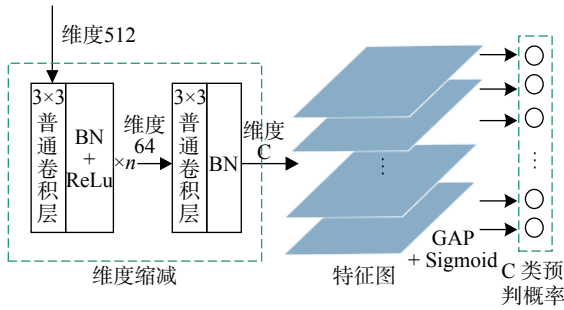 维度512
3×3
普通卷积层
BN
+
ReLu
×n
维度
64
3×3
普通卷积层
BN
维度
C
维度缩减
⋯
特征图
GAP
+ Sigmoid
⋯
C 类预
判概率